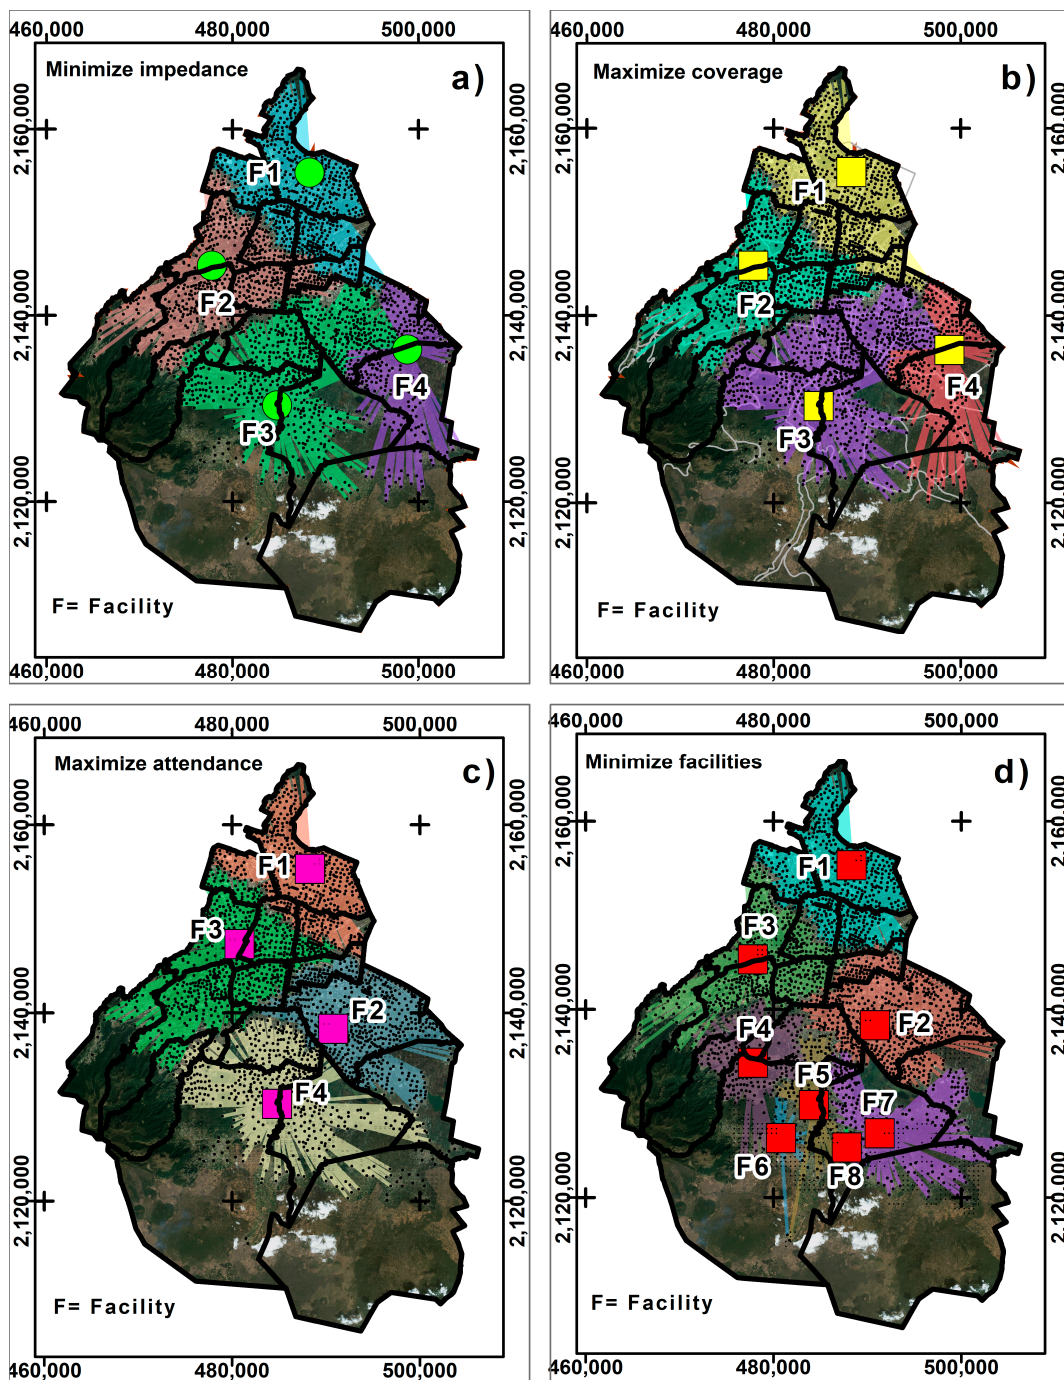 460,000 480,000 500,000
Minimize impedance a)
2,160,000 2,160,000
F1
F2
2,140,000 2,140,000
F4
F3
2,120,000 2,120,000
F= Facility
460,000 480,000 500,000
460,000 480,000 500,000
Maximize coverage b)
2,160,000 2,160,000
F1
F2
2,140,000 2,140,000
F4
F3
2,120,000 2,120,000
F= Facility
460,000 480,000 500,000
460,000 480,000 500,000
Maximize attendance c)
2,160,000 2,160,000
F1
F3
F2
2,140,000 2,140,000
F4
2,120,000 2,120,000
F= Facility
460,000 480,000 500,000
460,000 480,000 500,000
Minimize facilities d)
2,160,000 2,160,000
F1
F3
F2
2,140,000 2,140,000
F4
F5
F7
F6 F8
2,120,000 2,120,000
F= Facility
460,000 480,000 500,000